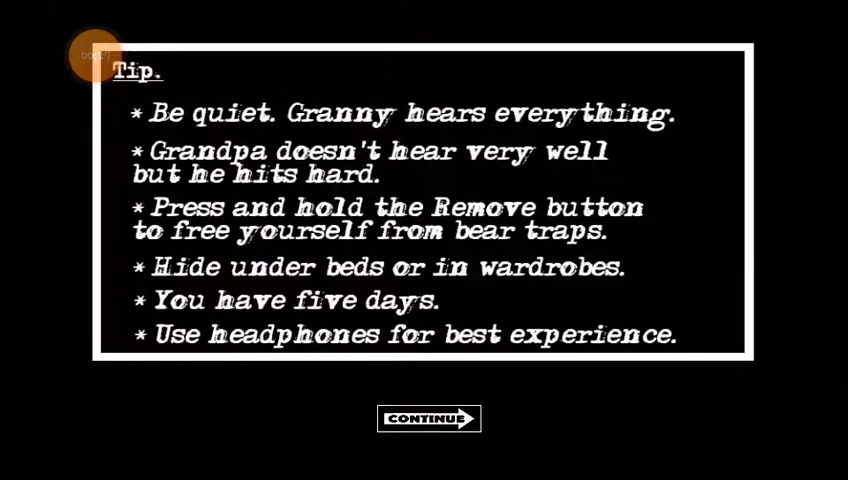 Tip.
* Be quiet. Granny hears everything.
* Grandpa doesn't hear very well
but he hits hard.
* Press and hold the Remove button
to free yourself from bear traps.
* Hide under beds or in wardrobes.
* You have five days.
* Use headphones for best experience.
CONTINUE